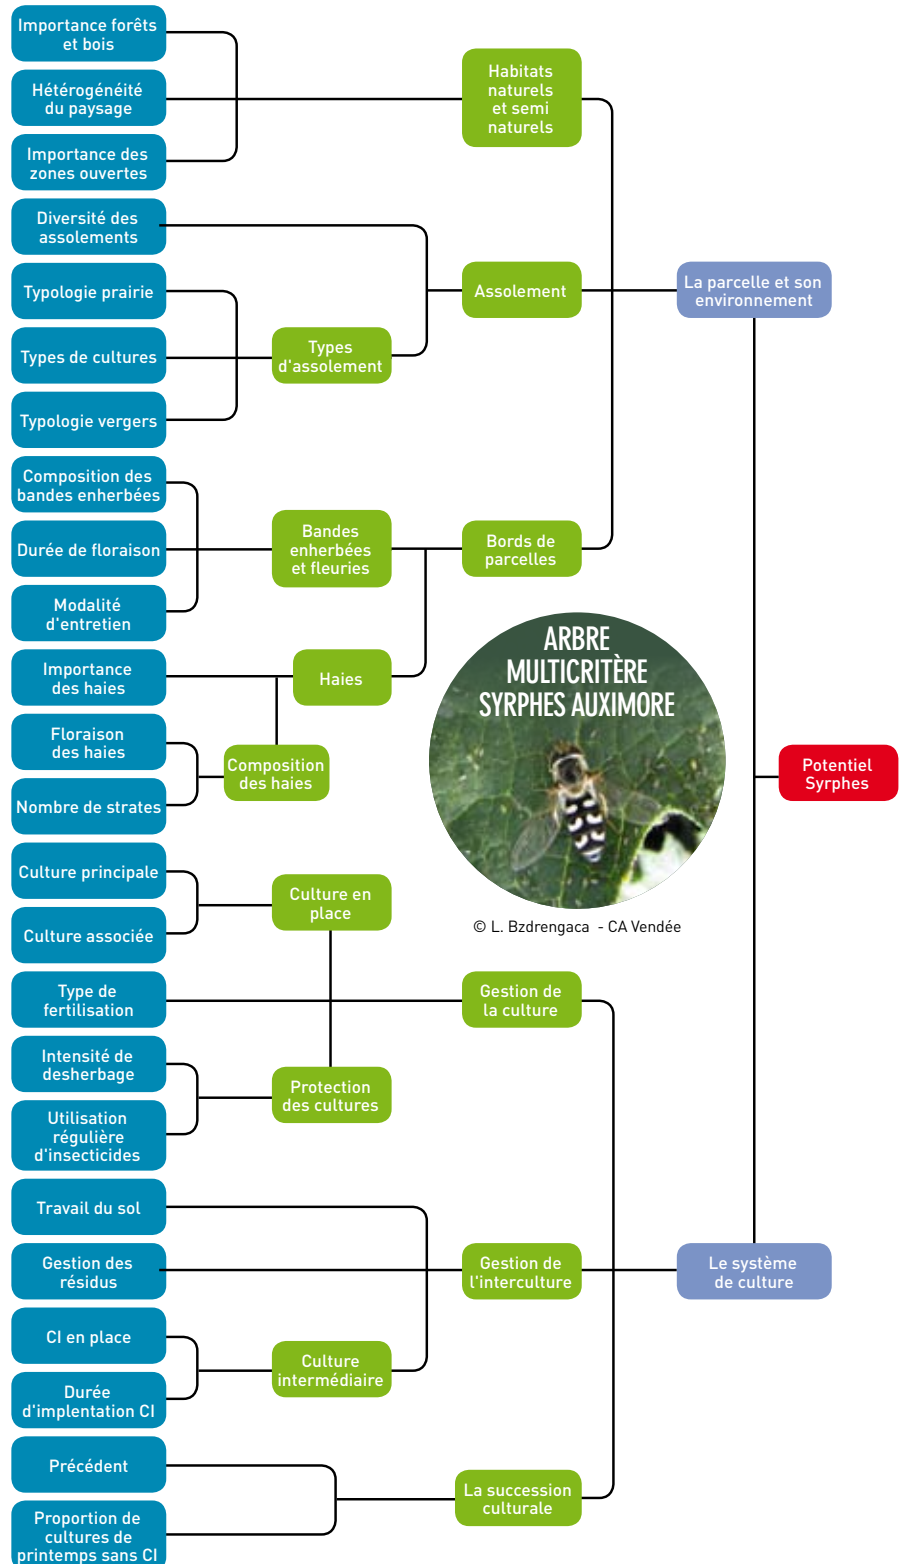 Importance forêts
et bois
Hétérogénéité
du paysage
Importance des
zones ouvertes
Habitats
naturels
et semi
naturels
Diversité des
assolements
Typologie prairie
Types de cultures
Typologie vergers
Types
d'assolement
Assolement
La parcelle et son
environnement
Composition des
bandes enherbées
Durée de floraison
Modalité
d'entretien
Bandes
enherbées
et fleuries
Bords de
parcelles
Importance
des haies
Haies
Floraison
des haies
Nombre de strates
Composition
des haies
ARBRE
MULTICRITÈRE
SYRPHES AUXIMORE
© L. Bzdrengaca - CA Vendée
Potentiel
Syrphes
Culture principale
Culture associée
Culture en
place
Type de
fertilisation
Gestion de
la culture
Intensité de
desherbage
Utilisation
régulière
d'insecticides
Protection
des cultures
Travail du sol
Gestion des
résidus
Gestion de
l'interculture
Le système
de culture
CI en place
Durée
d'implentation CI
Culture
intermédiaire
Précédent
Proportion de
cultures de
printemps sans CI
La succession
culturale